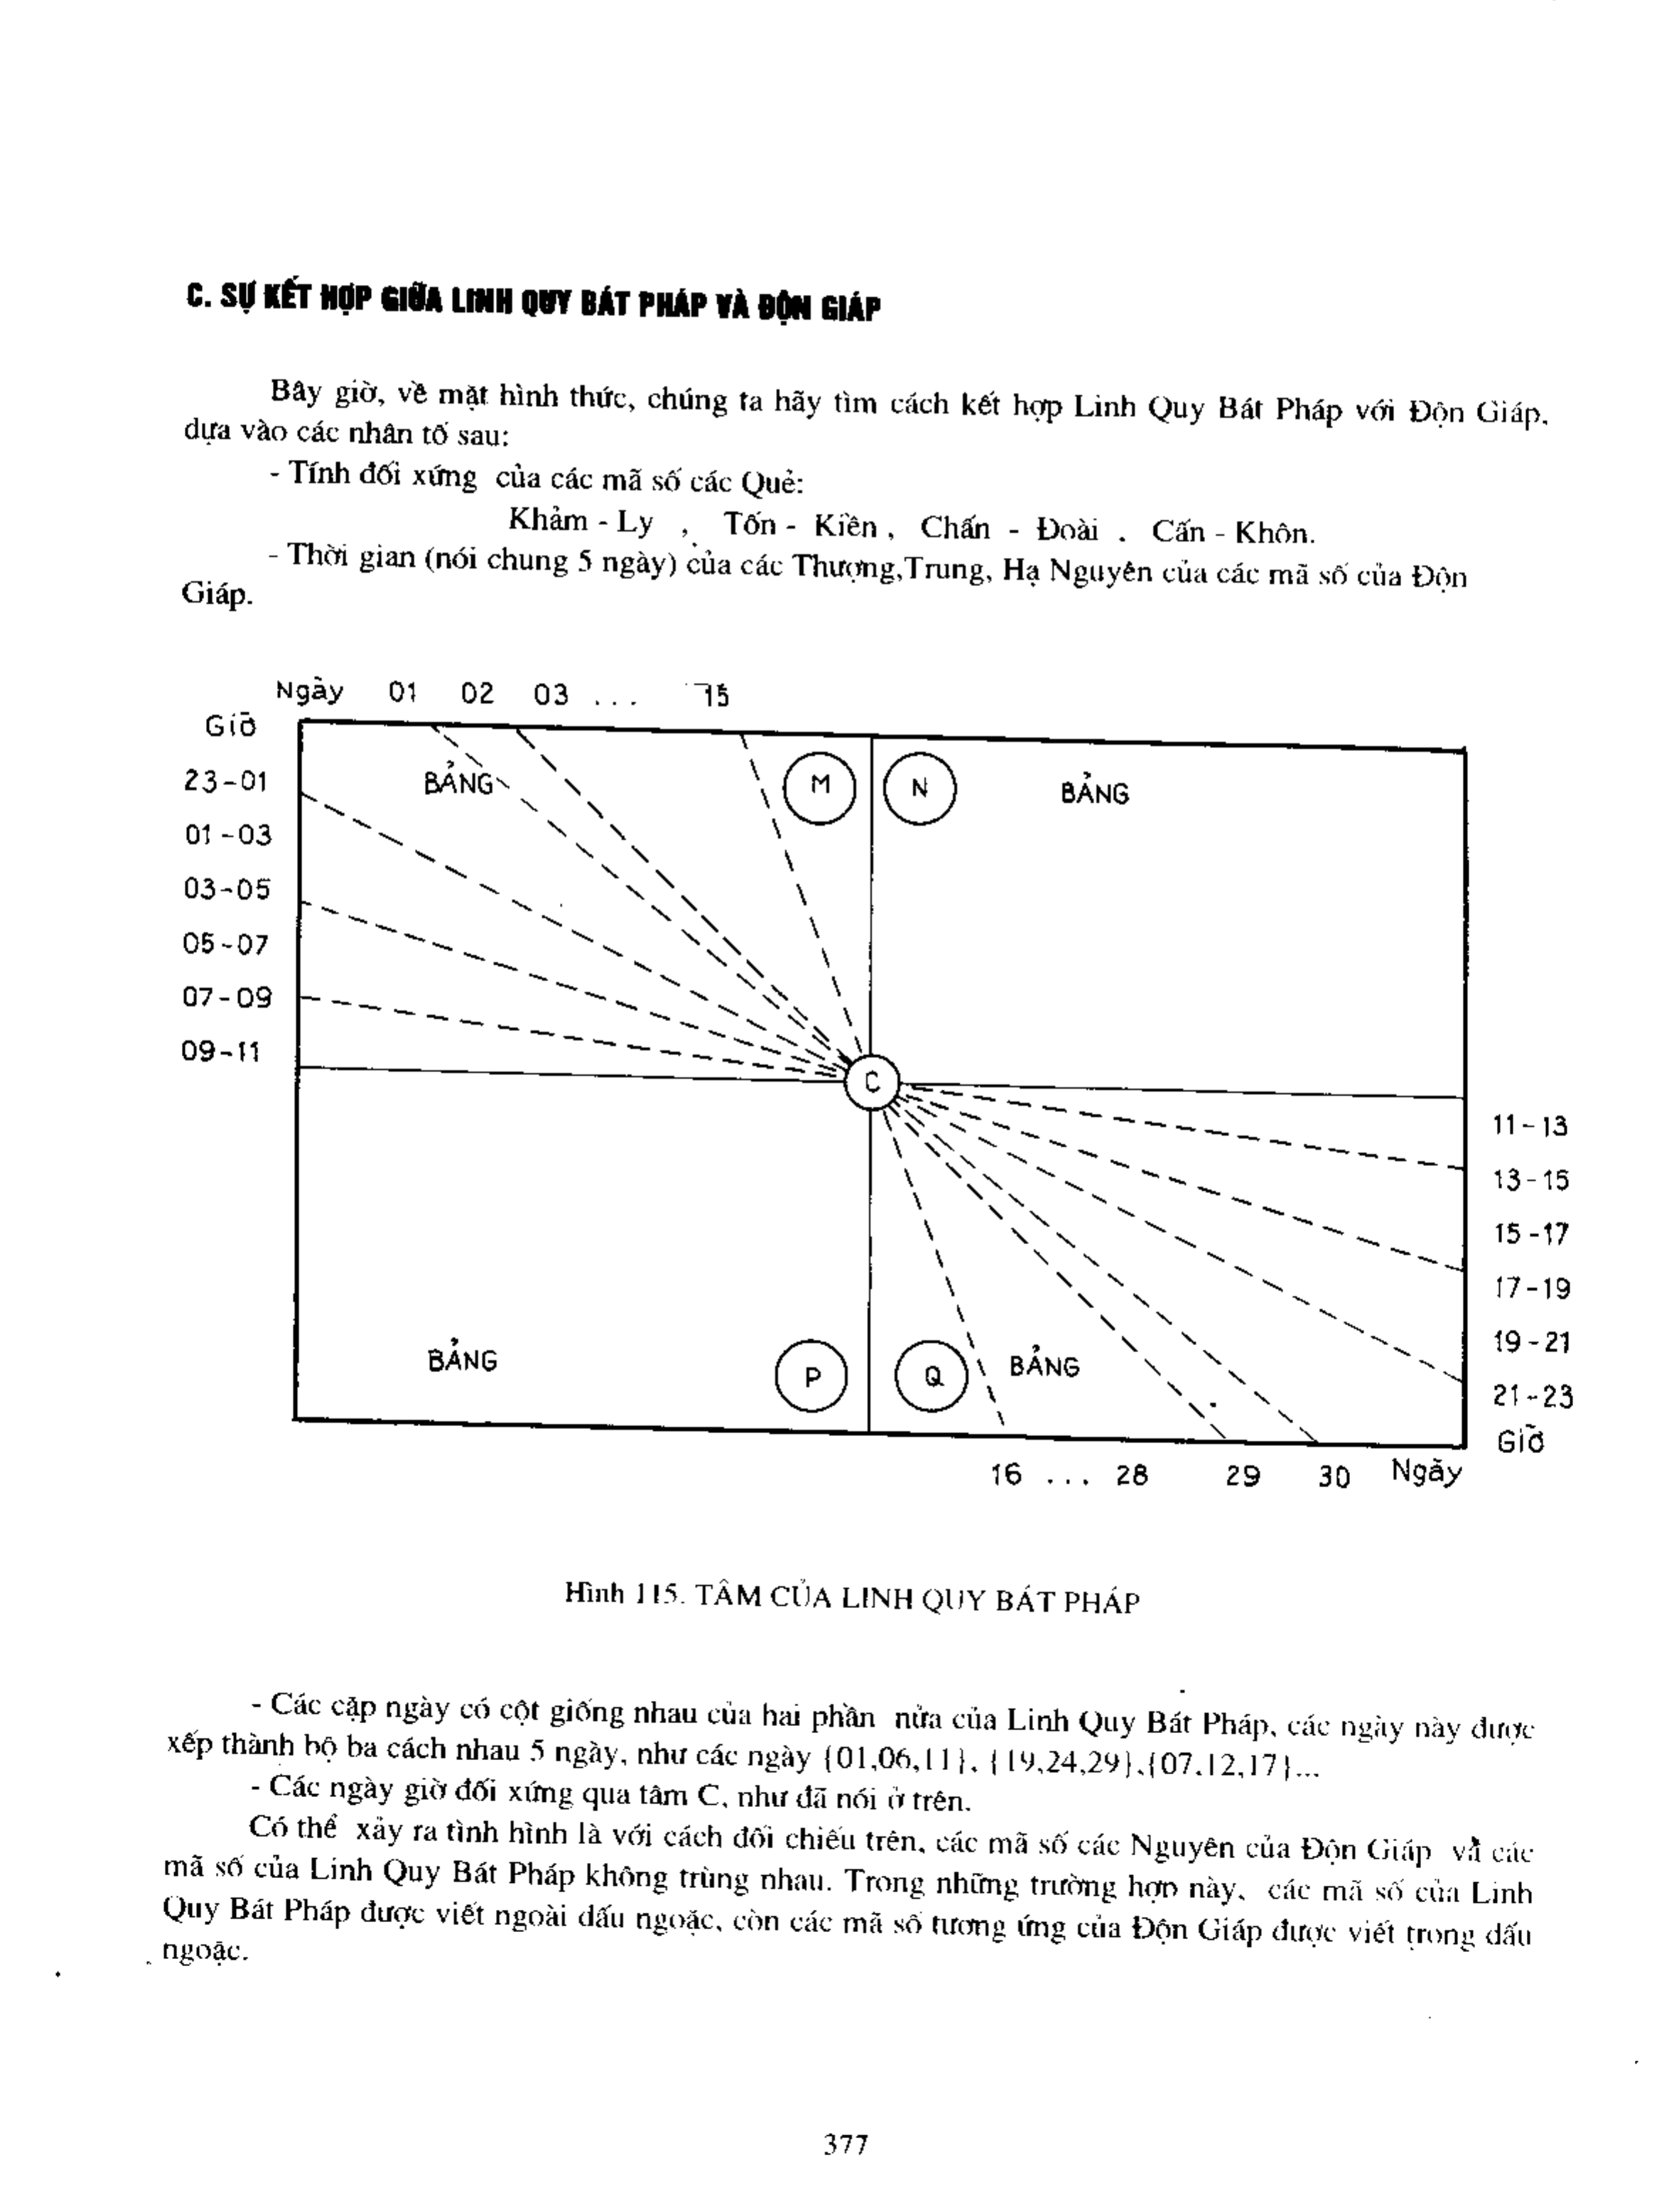 C. SỰ KẾT HỢP GIỮA LINH QUY BÁT PHÁP VÀ ĐỘN GIÁP
Bây giờ, về mặt hình thức, chúng ta hãy tìm cách kết hợp Linh Quy Bát Pháp với Độn Giáp,
dựa vào các nhân tố sau:
- Tính đối xứng của các mã số các Quẻ:
Khảm - Ly , Tốn - Kiền , Chấn - Đoài . Cấn - Khôn.
- Thời gian (nói chung 5 ngày) của các Thượng,Trung, Hạ Nguyên của các mã số của Độn
Giáp.
Ngày 01 02 03 ... 15
Giờ
23-01
01-03
03-05
05-07
07-09
09-11
BẢNG M N BẢNG
C
11-13
13-15
15-17
17-19
19-21
21-23
Giờ
BẢNG P Q BẢNG
16 ... 28 29 30 Ngày
Hình 115. TÂM CỦA LINH QUY BÁT PHÁP
- Các cặp ngày có cột giống nhau của hai phần nửa của Linh Quy Bát Pháp, các ngày này được
xếp thành bộ ba cách nhau 5 ngày, như các ngày {01,06,11}, {19,24,29},{07.12,17}...
- Các ngày giờ đối xứng qua tâm C, như đã nói ở trên.
Có thể xảy ra tình hình là với cách đối chiếu trên, các mã số các Nguyên của Độn Giáp và các
mã số của Linh Quy Bát Pháp không trùng nhau. Trong những trường hợp này, các mã số của Linh
Quy Bát Pháp được viết ngoài dấu ngoặc, còn các mã số tương ứng của Độn Giáp được viết trong dấu
ngoặc.
377